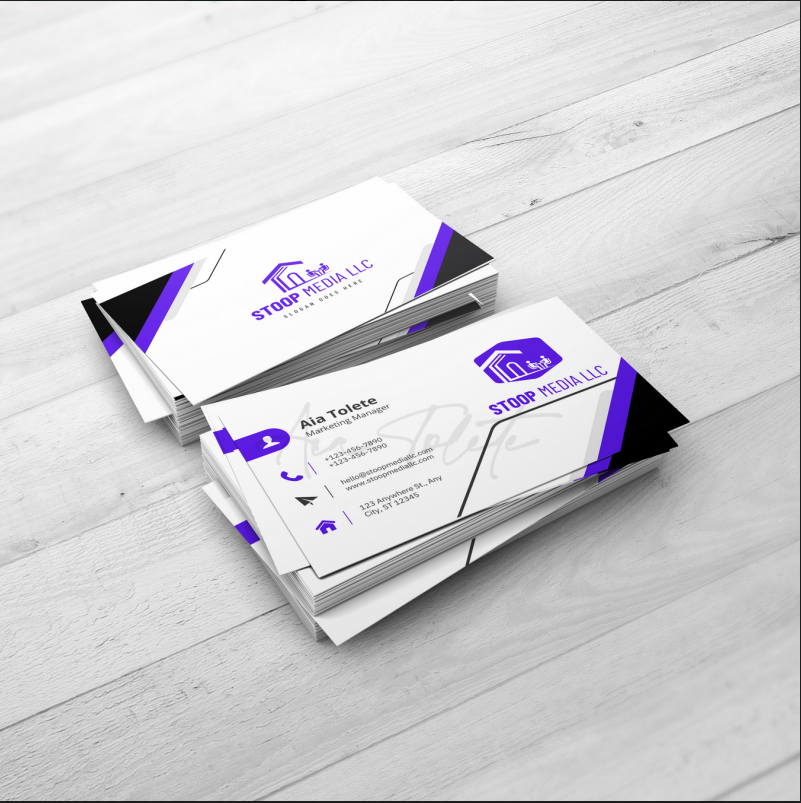 STOOP MEDIA LLC
SLOGAN GOES HERE
STOOP MEDIA LLC
Aia Tolete
Marketing Manager
+123-456-7890
+123-456-7890
hello@stoopmediallc.com
www.stoopmediallc.com
123 Anywhere St., Any
City, ST 12345
Aia Stolete